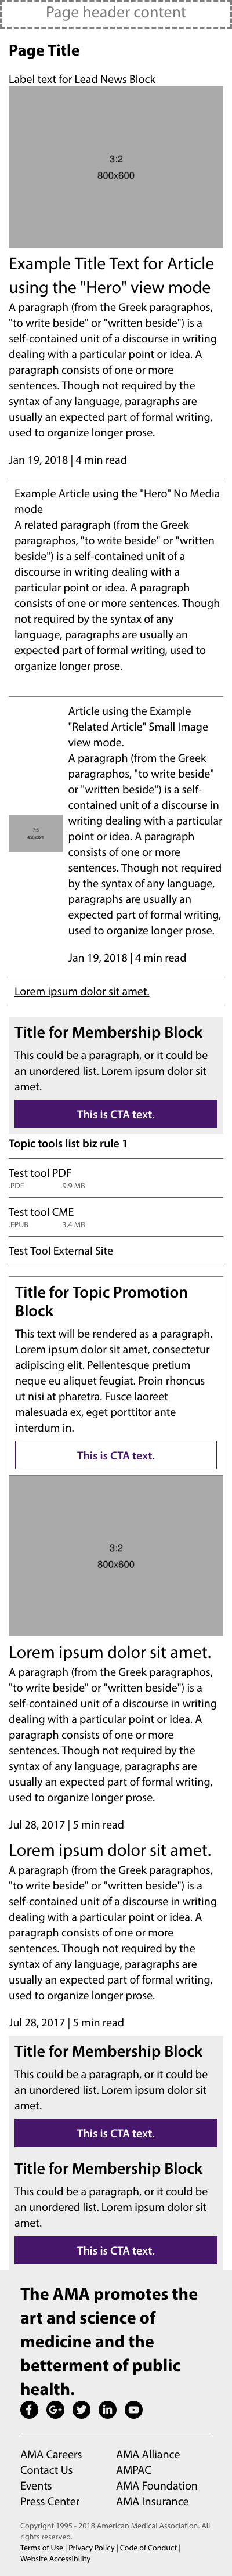 Page header content
Page Title
Label text for Lead News Block
3:2
800x600
Example Title Text for Article
using the "Hero" view mode
A paragraph (from the Greek paragraphos,
"to write beside" or "written beside") is a
self-contained unit of a discourse in writing
dealing with a particular point or idea. A
paragraph consists of one or more
sentences. Though not required by the
syntax of any language, paragraphs are
usually an expected part of formal writing,
used to organize longer prose.
Jan 19, 2018 | 4 min read
Example Article using the "Hero" No Media
mode
A related paragraph (from the Greek
paragraphos, "to write beside" or "written
beside") is a self-contained unit of a
discourse in writing dealing with a
particular point or idea. A paragraph
consists of one or more sentences. Though
not required by the syntax of any
language, paragraphs are usually an
expected part of formal writing, used to
organize longer prose.
Article using the Example
"Related Article" Small Image
view mode.
A paragraph (from the Greek
paragraphos, "to write beside"
or "written beside") is a self-
contained unit of a discourse in
writing dealing with a particular
point or idea. A paragraph
consists of one or more
sentences. Though not required
by the syntax of any language,
paragraphs are usually an
expected part of formal writing,
used to organize longer prose.
Jan 19, 2018 | 4 min read
Lorem ipsum dolor sit amet.
Title for Membership Block
This could be a paragraph, or it could be
an unordered list. Lorem ipsum dolor sit
amet.
This is CTA text.
Topic tools list biz rule 1
Test tool PDF
.PDF 9.9 MB
Test tool CME
.EPUB 3.4 MB
Test Tool External Site
Title for Topic Promotion
Block
This text will be rendered as a paragraph.
Lorem ipsum dolor sit amet, consectetur
adipiscing elit. Pellentesque pretium
neque eu aliquet feugiat. Proin rhoncus
ut nisi at pharetra. Fusce laoreet
malesuada ex, eget porttitor ante
interdum in.
This is CTA text.
3:2
800x600
Lorem ipsum dolor sit amet.
A paragraph (from the Greek paragraphos,
"to write beside" or "written beside") is a
self-contained unit of a discourse in writing
dealing with a particular point or idea. A
paragraph consists of one or more
sentences. Though not required by the
syntax of any language, paragraphs are
usually an expected part of formal writing,
used to organize longer prose.
Jul 28, 2017 | 5 min read
Lorem ipsum dolor sit amet.
A paragraph (from the Greek paragraphos,
"to write beside" or "written beside") is a
self-contained unit of a discourse in writing
dealing with a particular point or idea. A
paragraph consists of one or more
sentences. Though not required by the
syntax of any language, paragraphs are
usually an expected part of formal writing,
used to organize longer prose.
Jul 28, 2017 | 5 min read
Title for Membership Block
This could be a paragraph, or it could be
an unordered list. Lorem ipsum dolor sit
amet.
This is CTA text.
Title for Membership Block
This could be a paragraph, or it could be
an unordered list. Lorem ipsum dolor sit
amet.
This is CTA text.
The AMA promotes the
art and science of
medicine and the
betterment of public
health.
AMA Careers AMA Alliance
Contact Us AMPAC
Events AMA Foundation
Press Center AMA Insurance
Copyright 1995 - 2018 American Medical Association. All
rights reserved.
Terms of Use | Privacy Policy | Code of Conduct |
Website Accessibility